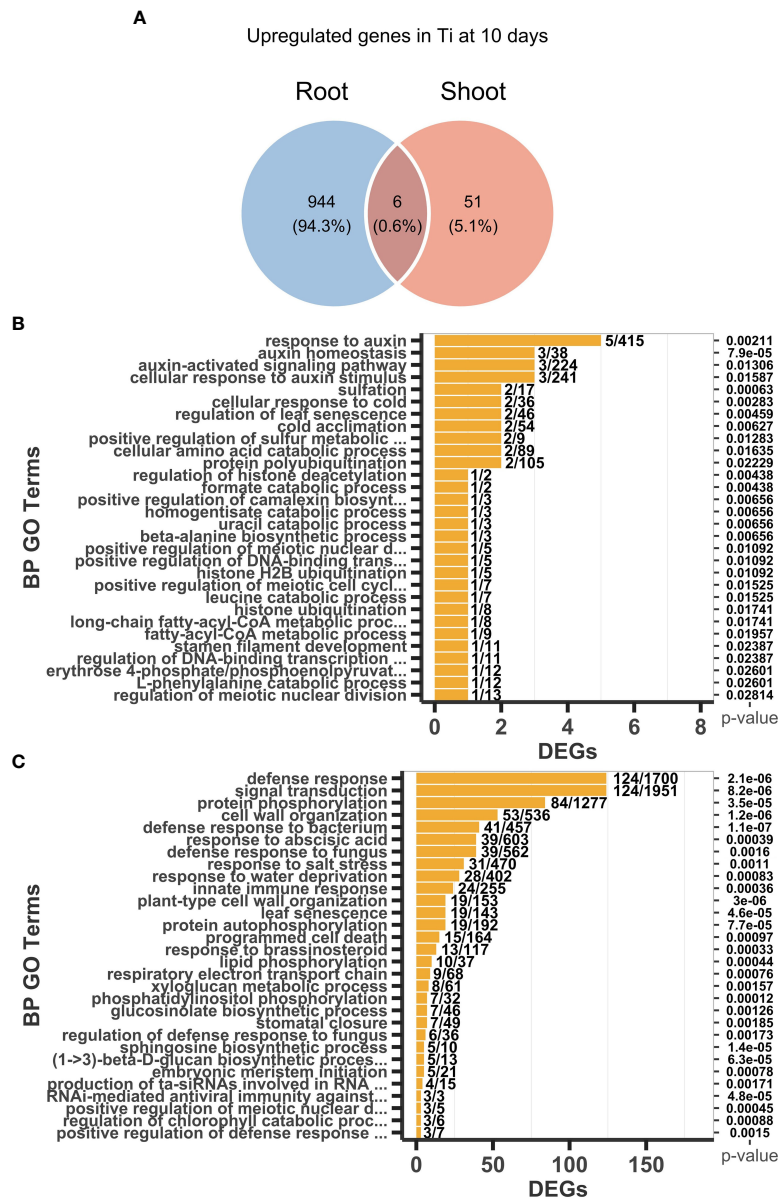 A
Upregulated genes in Ti at 10 days
Root Shoot
944 6 51
(94.3%) (0.6%) (5.1%)
B
BP GO Terms
response to auxin 5/415 0.00211
auxin homeostasis 3/38 7.9e-05
auxin-activated signaling pathway 3/224 0.01306
cellular response to auxin stimulus 3/241 0.01587
sulfation 2/17 0.00063
cellular response to cold 2/36 0.00283
regulation of leaf senescence 2/46 0.00459
cold acclimation 2/54 0.00627
positive regulation of sulfur metabolic ... 2/9 0.01283
cellular amino acid catabolic process 2/89 0.01635
protein polyubiquitination 2/105 0.02229
regulation of histone deacetylation 1/2 0.00438
formate catabolic process 1/2 0.00438
positive regulation of camalexin biosynt... 1/3 0.00656
homogentisate catabolic process 1/3 0.00656
uracil catabolic process 1/3 0.00656
beta-alanine biosynthetic process 1/3 0.00656
positive regulation of meiotic nuclear d... 1/5 0.01092
positive regulation of DNA-binding trans... 1/5 0.01092
histone H2B ubiquitination 1/5 0.01092
positive regulation of meiotic cell cycl... 1/7 0.01525
leucine catabolic process 1/7 0.01525
histone ubiquitination 1/8 0.01741
long-chain fatty-acyl-CoA metabolic proc... 1/8 0.01741
fatty-acyl-CoA metabolic process 1/9 0.01957
stamen filament development 1/11 0.02387
regulation of DNA-binding transcription ... 1/11 0.02387
erythrose 4-phosphate/phosphoenolpyruvat... 1/12 0.02601
L-phenylalanine catabolic process 1/12 0.02601
regulation of meiotic nuclear division 1/13 0.02814
0 2 4 6 8 p-value
DEGs
C
BP GO Terms
defense response 124/1700 2.1e-06
signal transduction 124/1951 8.2e-06
protein phosphorylation 84/1277 3.5e-05
cell wall organization 53/536 1.2e-06
defense response to bacterium 41/457 1.1e-07
response to abscisic acid 39/603 0.00039
defense response to fungus 39/562 0.0016
response to salt stress 31/470 0.0011
response to water deprivation 28/402 0.00083
innate immune response 24/255 0.00036
plant-type cell wall organization 19/153 3e-06
leaf senescence 19/143 4.6e-05
protein autophosphorylation 19/192 7.7e-05
programmed cell death 15/164 0.00097
response to brassinosteroid 13/117 0.00033
lipid phosphorylation 10/37 0.00044
respiratory electron transport chain 9/68 0.00076
xyloglucan metabolic process 8/61 0.00157
phosphatidylinositol phosphorylation 7/32 0.00012
glucosinolate biosynthetic process 7/46 0.00126
stomatal closure 7/49 0.00185
regulation of defense response to fungus 6/36 0.00173
sphingosine biosynthetic process 5/10 1.4e-05
(1->3)-beta-D-glucan biosynthetic proces... 5/13 6.3e-05
embryonic meristem initiation 5/21 0.00078
production of ta-siRNAs involved in RNA ... 4/15 0.00171
RNAi-mediated antiviral immunity against... 3/3 4.8e-05
positive regulation of meiotic nuclear d... 3/5 0.00045
regulation of chlorophyll catabolic proc... 3/6 0.00088
positive regulation of defense response ... 3/7 0.0015
0 50 100 150 p-value
DEGs